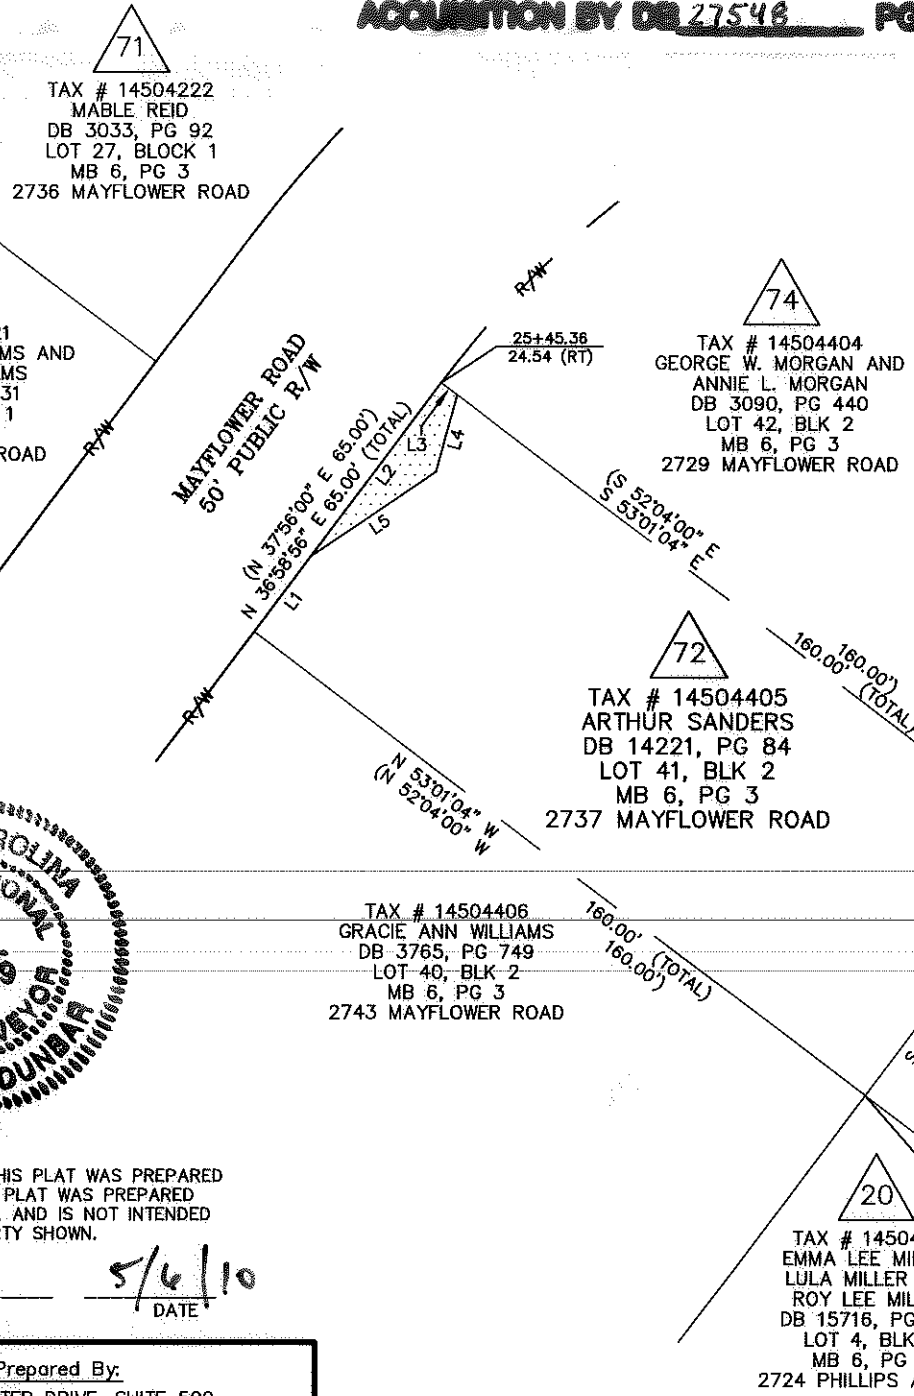 ACQUISITION BY DB 27548 PG
71
TAX # 14504222
MABLE REID
DB 3033, PG 92
LOT 27, BLOCK 1
MB 6, PG 3
2736 MAYFLOWER ROAD
R/W
25+45.36
24.54 (RT)
74
TAX # 14504404
GEORGE W. MORGAN AND
ANNIE L. MORGAN
DB 3090, PG 440
LOT 42, BLK 2
MB 6, PG 3
2729 MAYFLOWER ROAD
21
MS AND
AMS
31
1
ROAD
R/W
MAYFLOWER ROAD
50' PUBLIC R/W
(N 37°56'00" E 65.00')
N 36°58'56" E 65.00' (TOTAL)
L1
L2
L3
L4
L5
(S 52°04'00" E
S 53°01'04" E
160.00')
160.00' (TOTAL)
72
TAX # 14504405
ARTHUR SANDERS
DB 14221, PG 84
LOT 41, BLK 2
MB 6, PG 3
2737 MAYFLOWER ROAD
R/W
N 53°01'04" W
(N 52°04'00" W
160.00' (TOTAL)
160.00')
TAX # 14504406
GRACIE ANN WILLIAMS
DB 3765, PG 749
LOT 40, BLK 2
MB 6, PG 3
2743 MAYFLOWER ROAD
ROLINA
ONAL
9
VEYOR
DUNBAR
HIS PLAT WAS PREPARED
PLAT WAS PREPARED
AND IS NOT INTENDED
TY SHOWN.
5/6/10
DATE
20
TAX # 14504
EMMA LEE MI
LULA MILLER
ROY LEE MIL
DB 15716, PG
LOT 4, BLK
MB 6, PG
2724 PHILLIPS
Prepared By:
TER DRIVE, SUITE 500